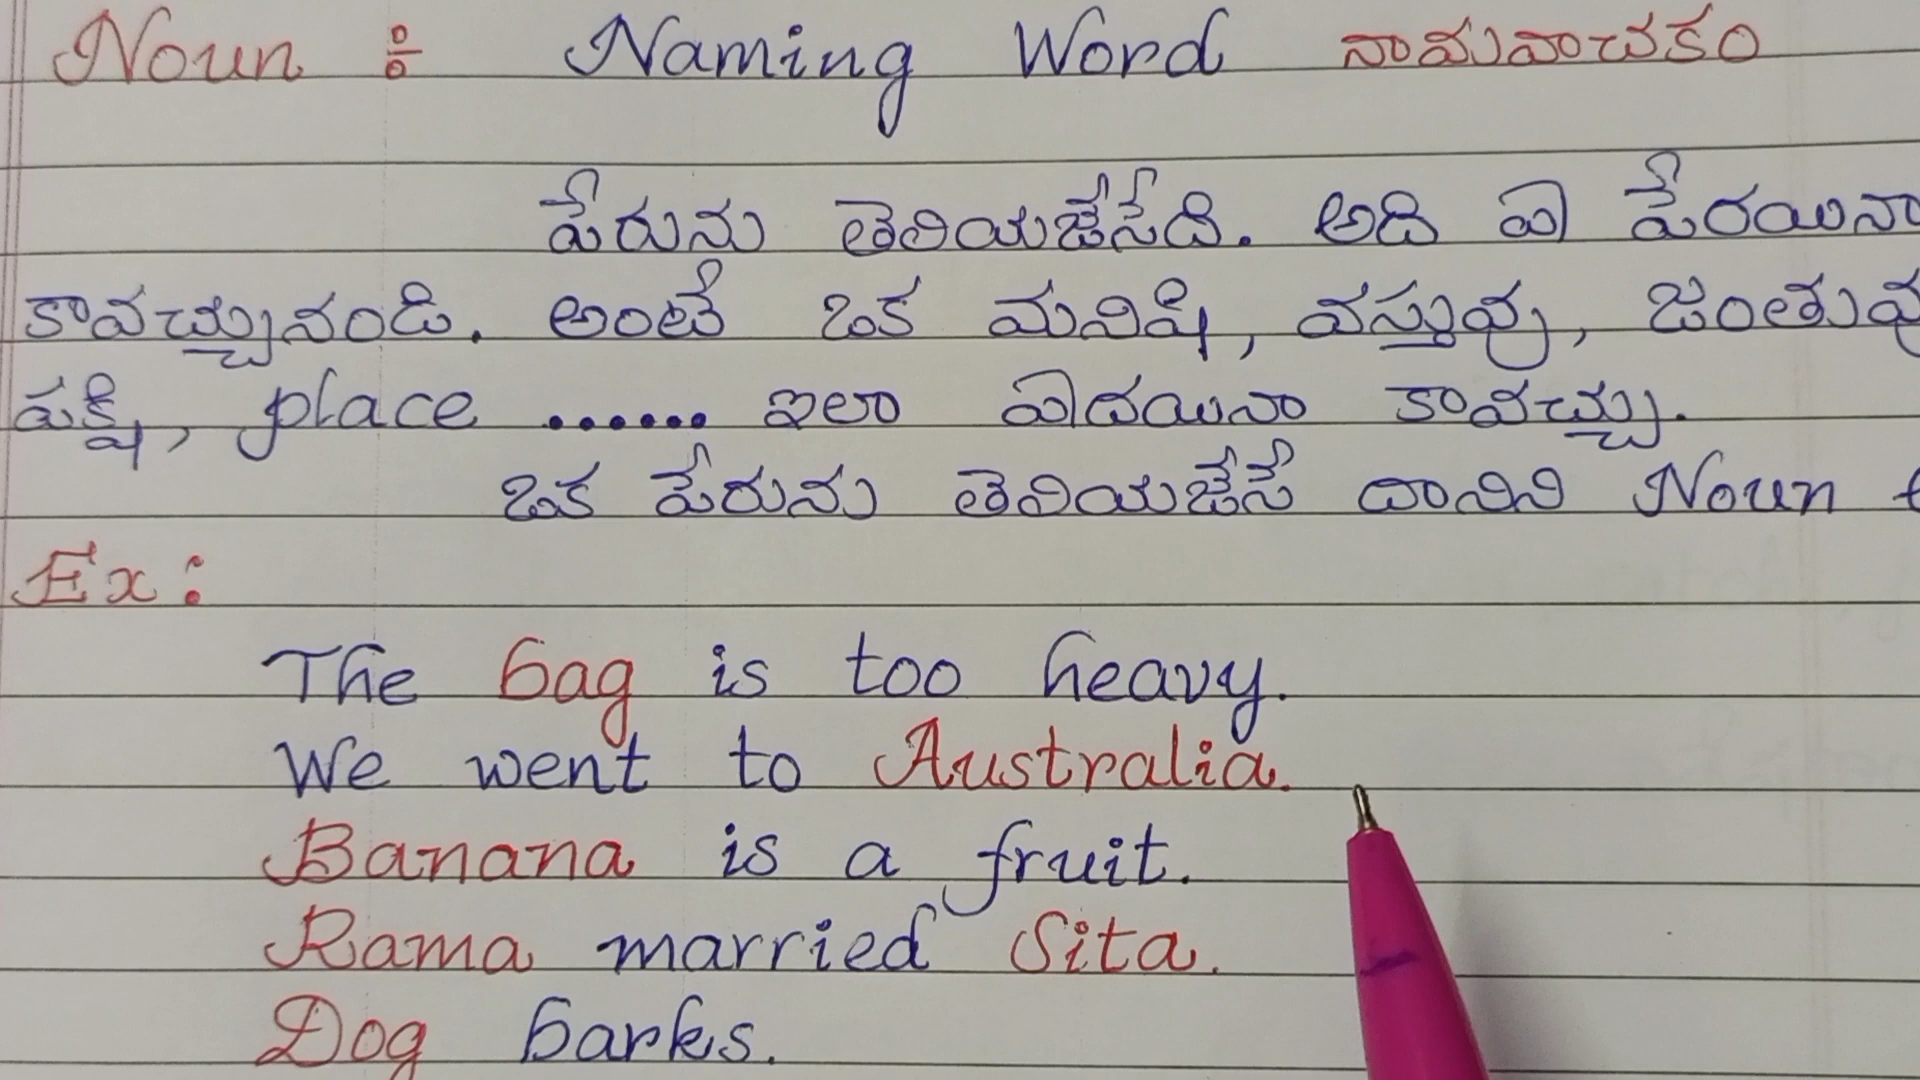 Noun : Naming Word నామవాచకం
పేరును తెలియజేసేది. అది ఏ పేరయినా
కావచ్చునండి. అంటే ఒక మనిషి, వస్తువు, జంతువు
పక్షి, place ...... ఇలా ఏదయినా కావచ్చు.
ఒక పేరును తెలియజేసే దానిని Noun
Ex:
The bag is too heavy.
We went to Australia.
Banana is a fruit.
Rama married Sita.
Dog barks.